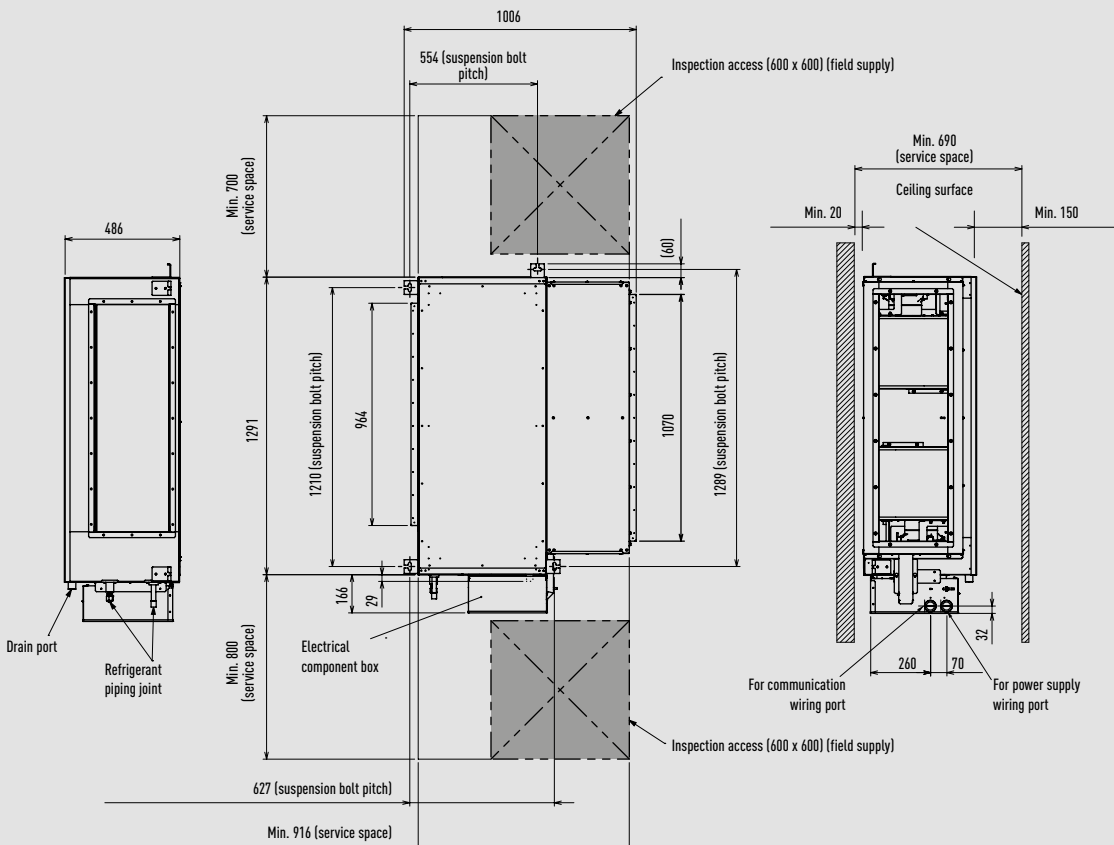 1006
554 (suspension bolt
pitch)
Inspection access (600 x 600) (field supply)
Min. 700
(service space)
Min. 690
(service space)
Ceiling surface
486
Min. 20
Min. 150
(60)
1291
1210 (suspension bolt pitch)
964
1070
1289 (suspension bolt pitch)
166
29
32
Drain port
Refrigerant
piping joint
Electrical
component box
Min. 800
(service space)
260
70
For communication
wiring port
For power supply
wiring port
Inspection access (600 x 600) (field supply)
627 (suspension bolt pitch)
Min. 916 (service space)